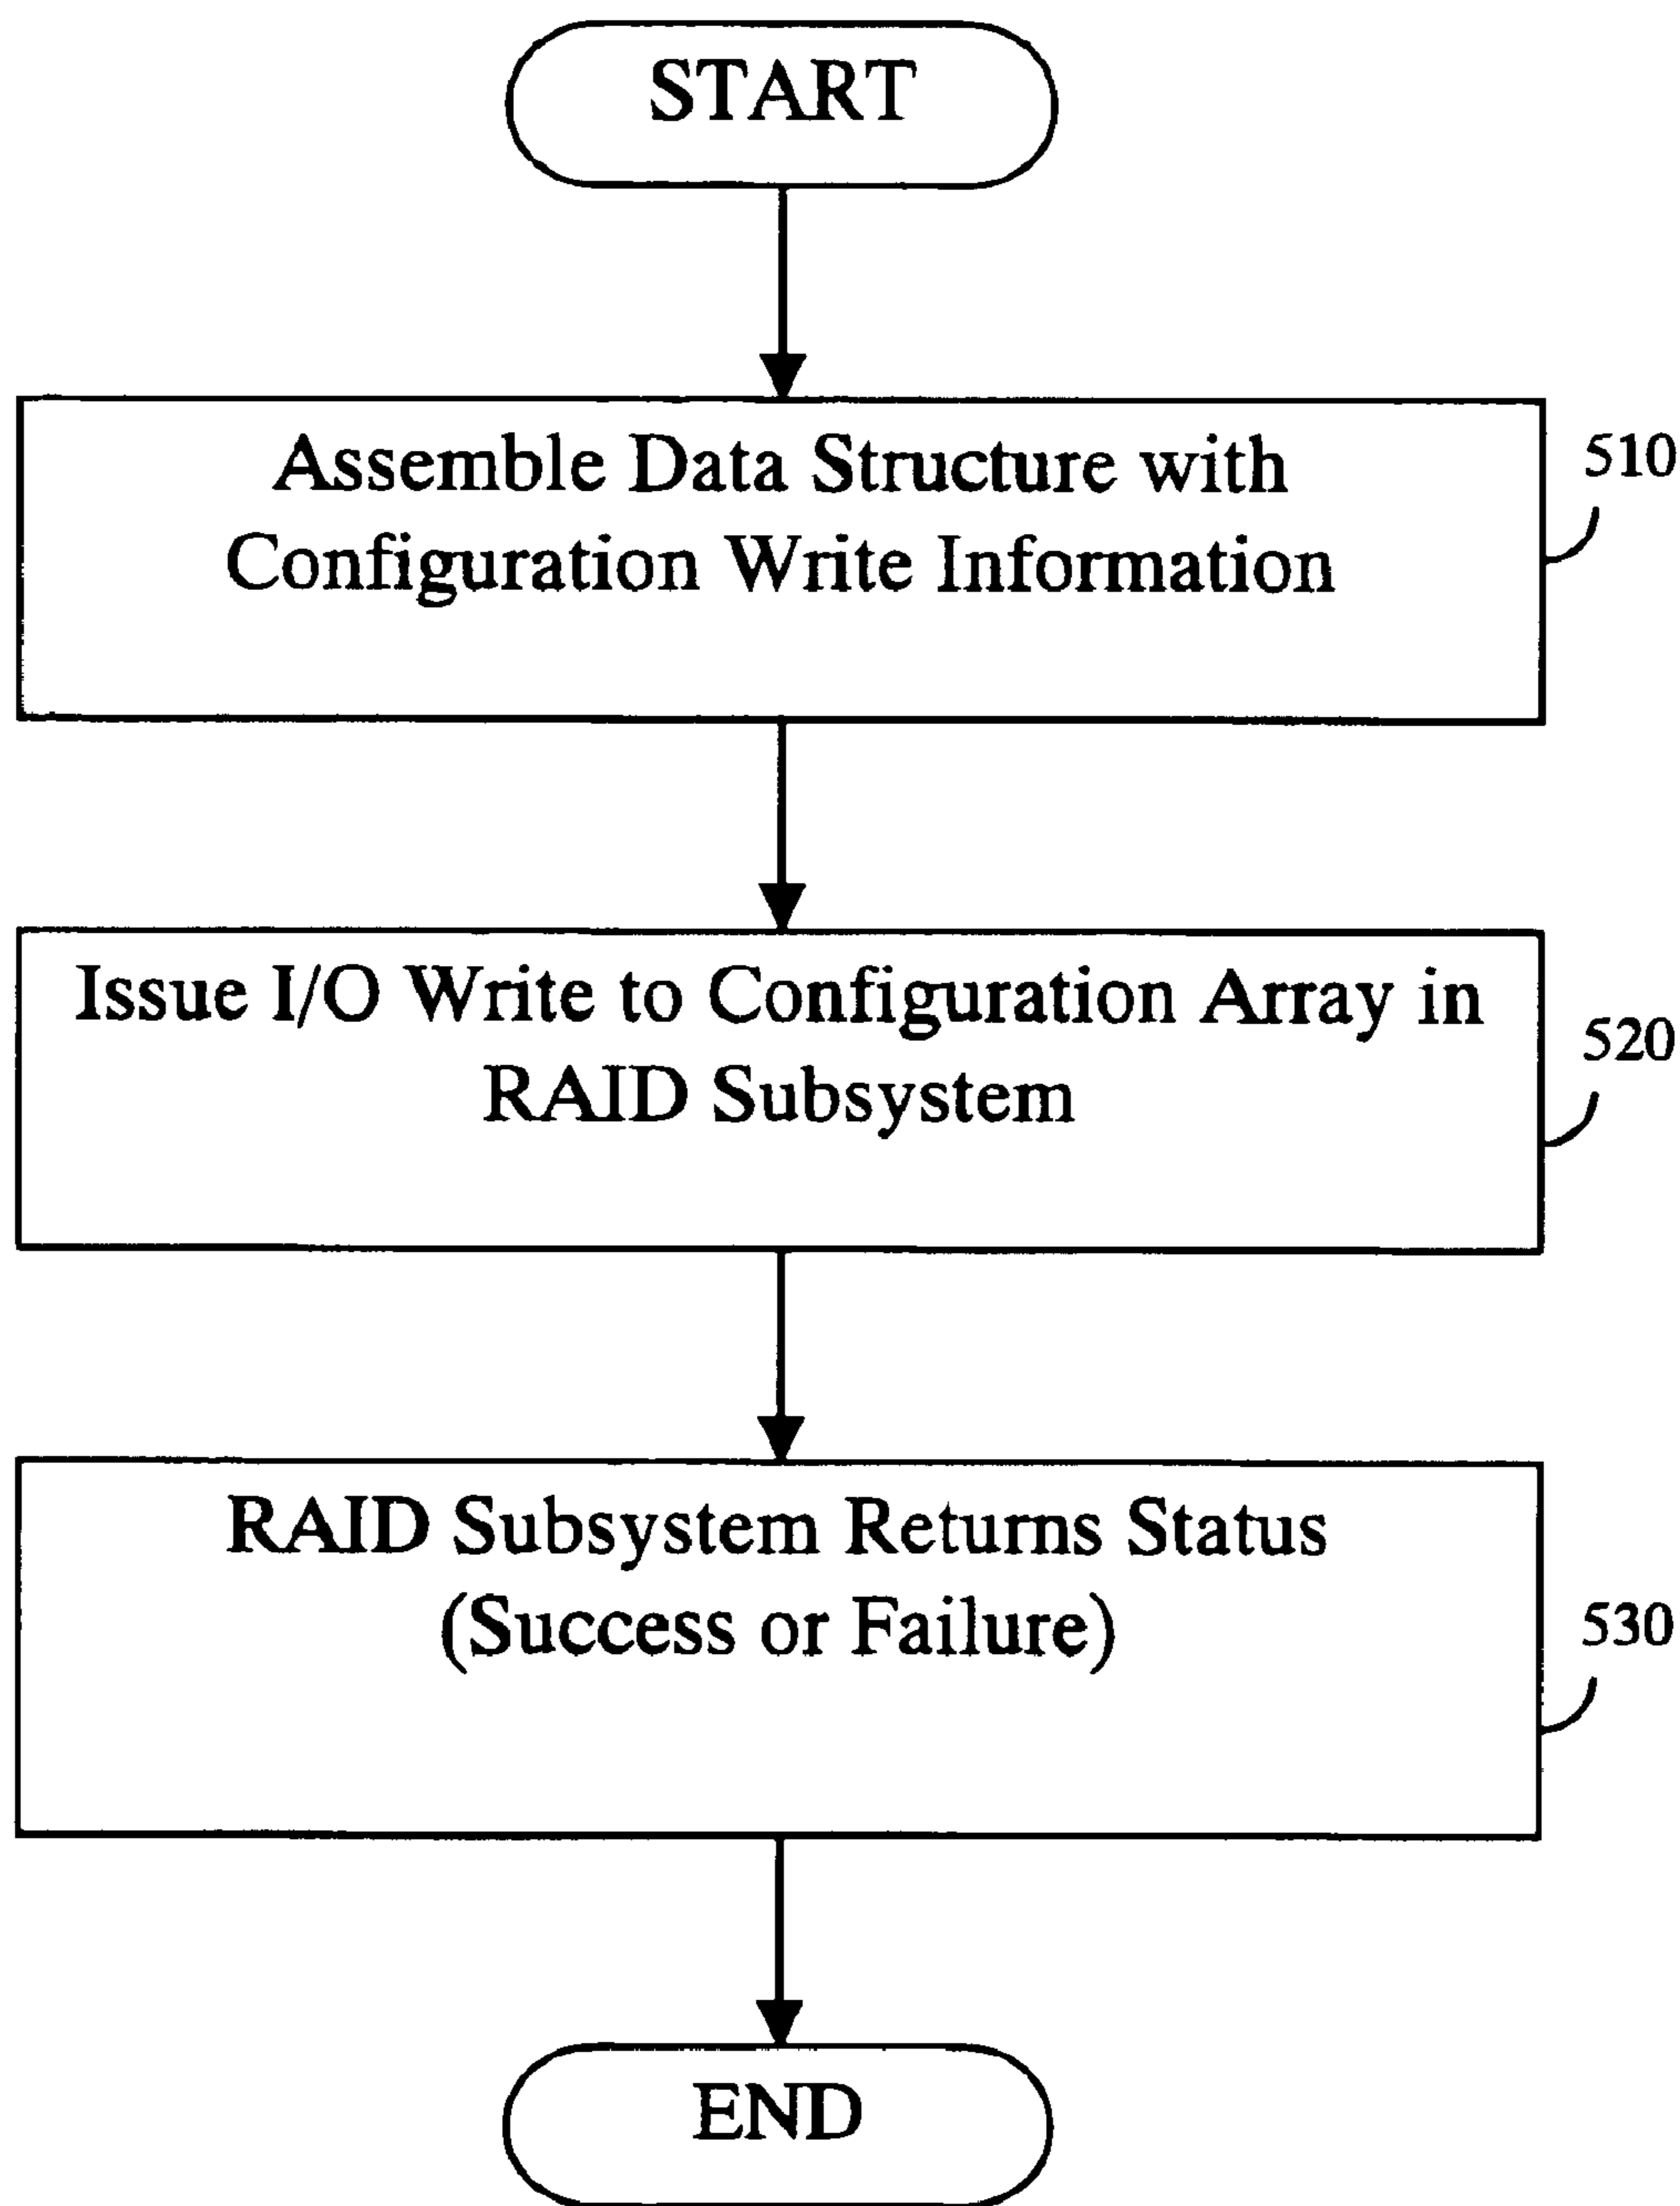 START
Assemble Data Structure with
Configuration Write Information
510
Issue I/O Write to Configuration Array in
RAID Subsystem
520
RAID Subsystem Returns Status
(Success or Failure)
530
END